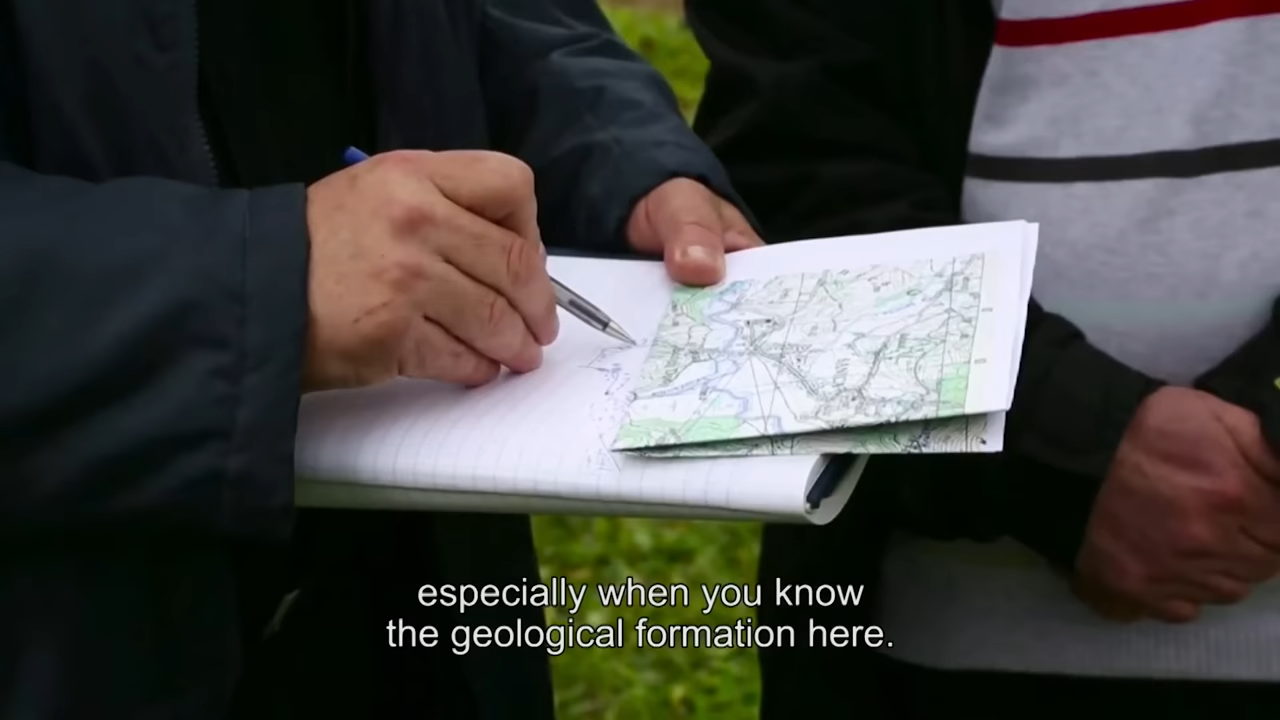 especially when you know
the geological formation here.